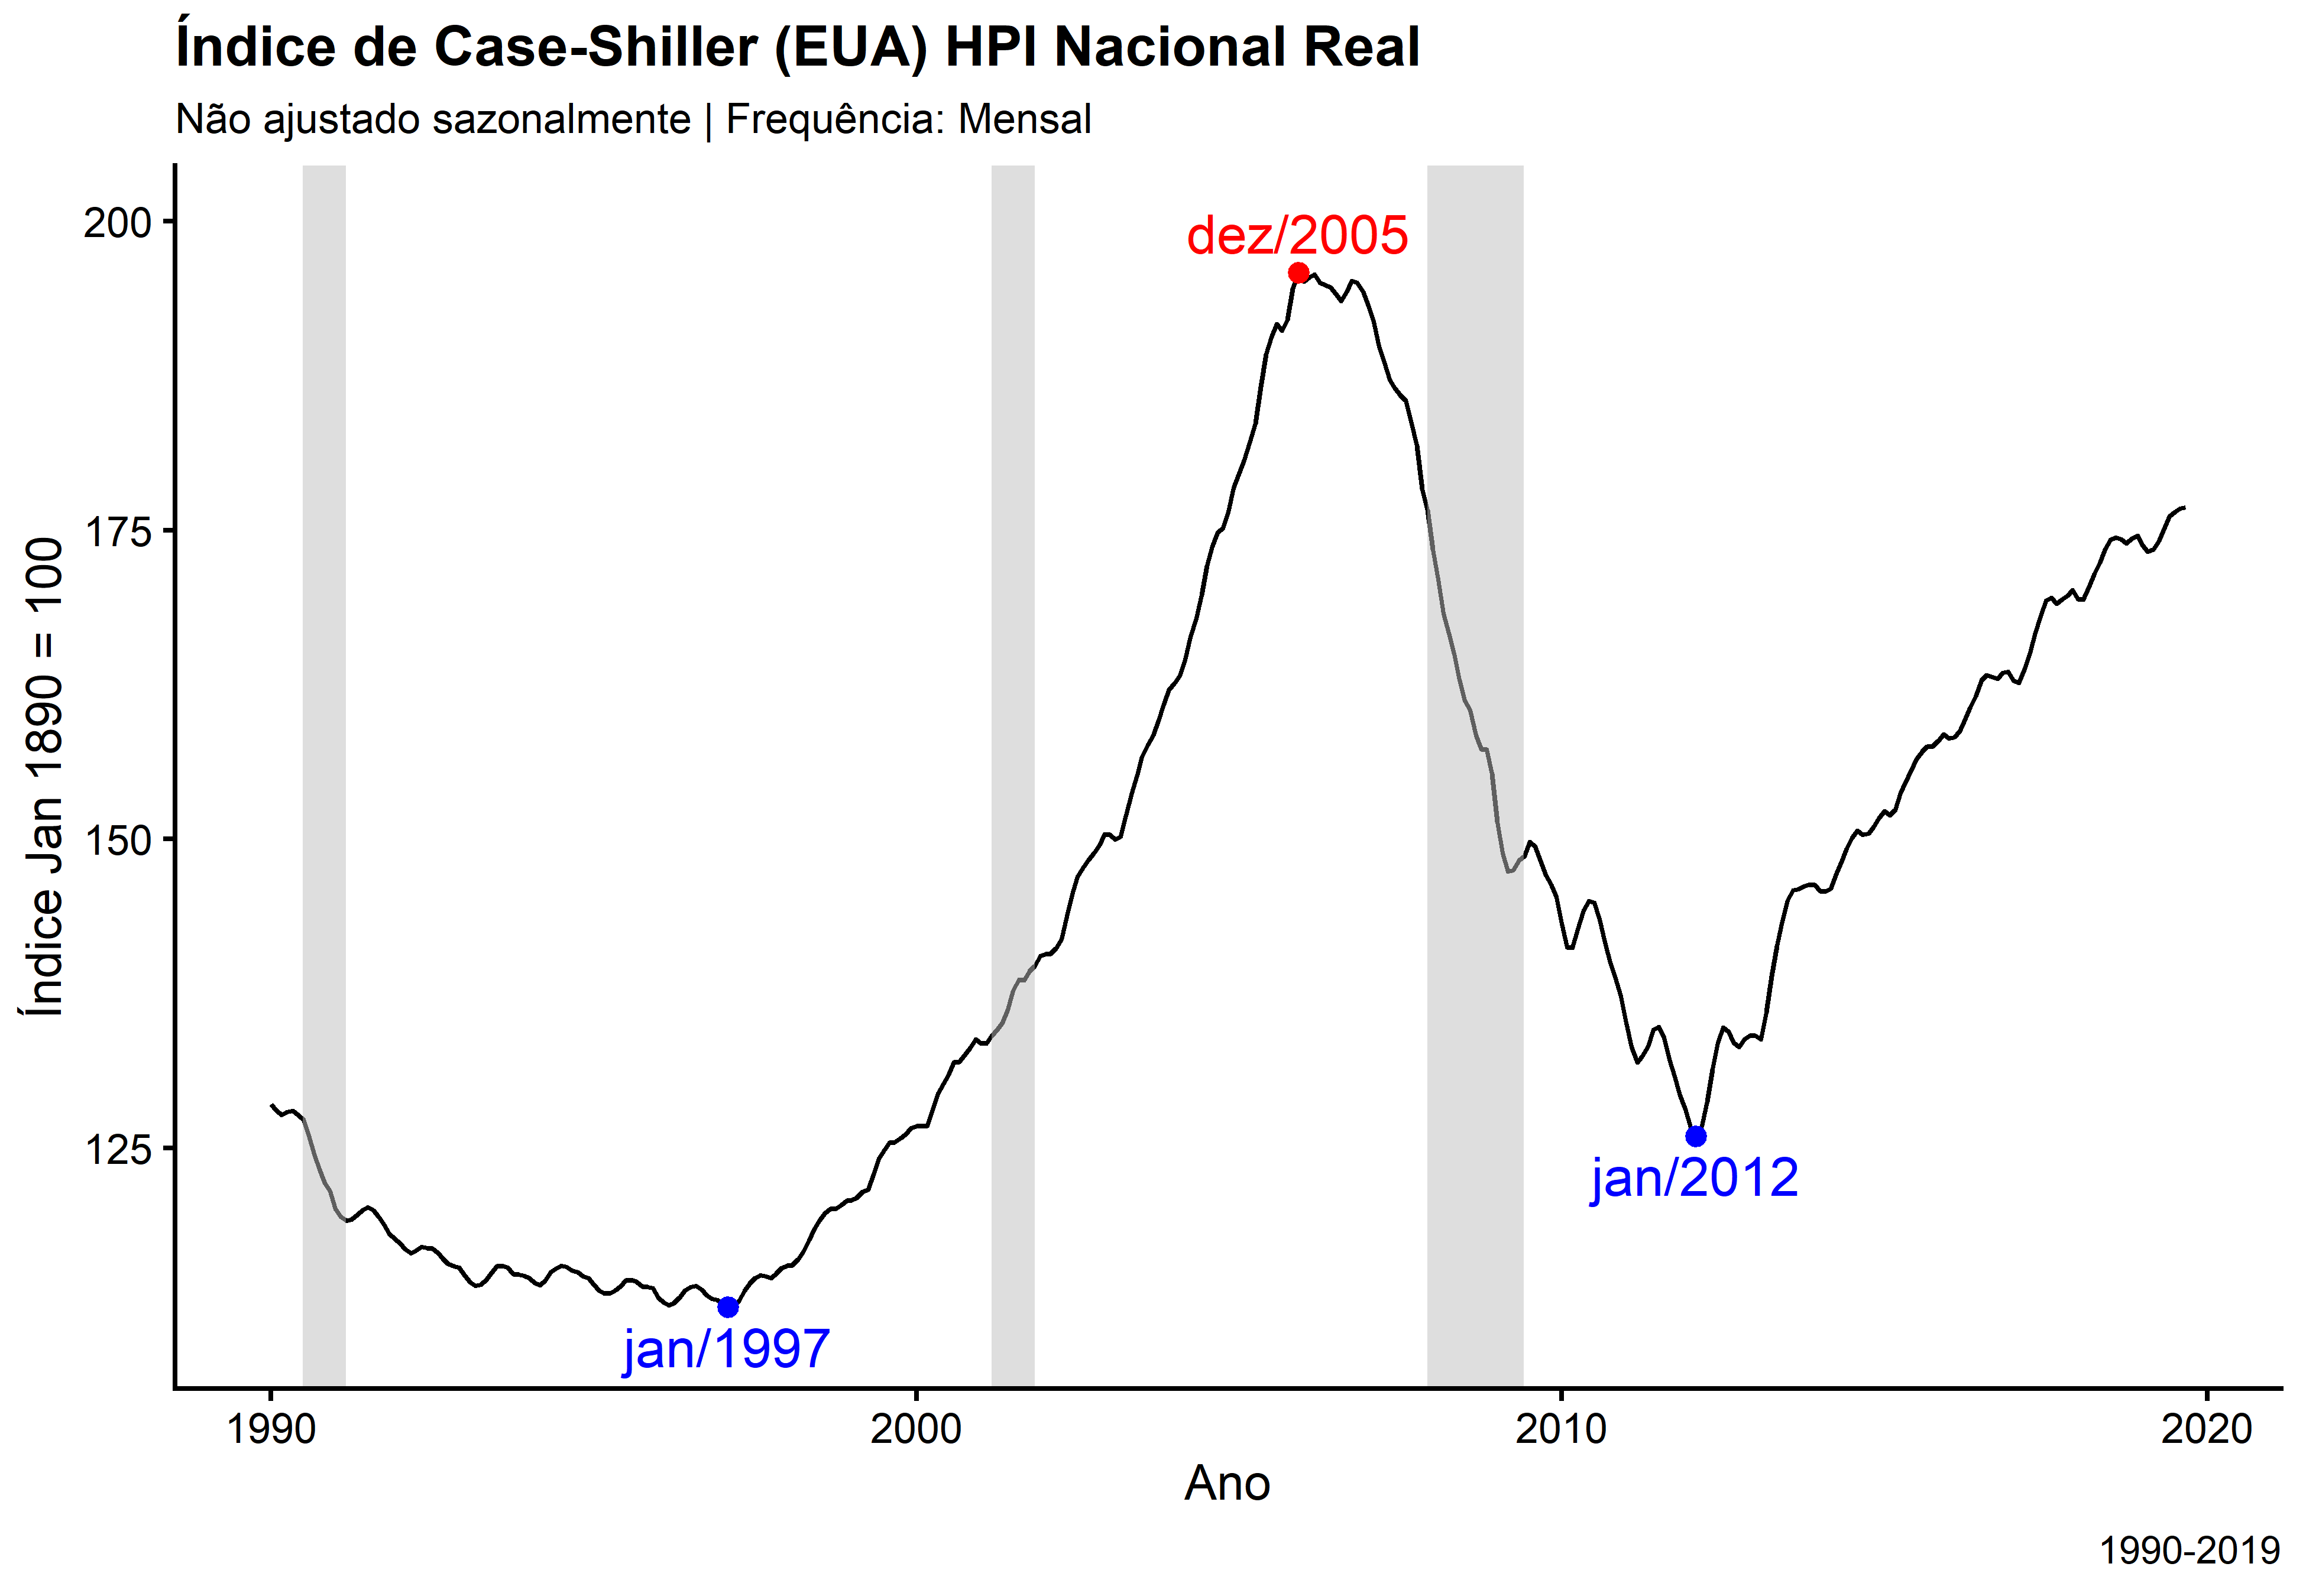 Índice de Case-Shiller (EUA) HPI Nacional Real
Não ajustado sazonalmente | Frequência: Mensal
Índice Jan 1890 = 100
200
175
150
125
dez/2005
jan/2012
jan/1997
1990
2000
2010
2020
Ano
1990-2019